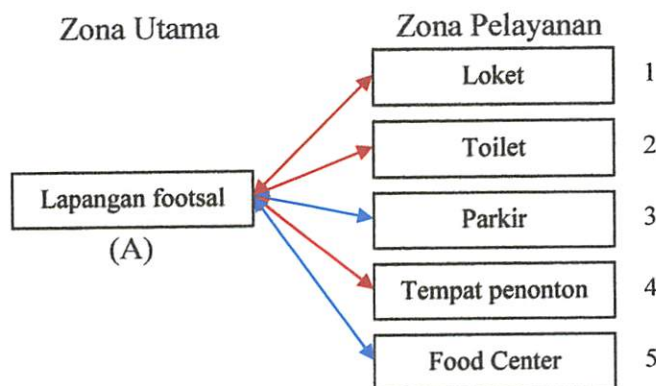 Zona Utama
Zona Pelayanan
Loket 1
Toilet 2
Lapangan footsal
Parkir 3
(A)
Tempat penonton 4
Food Center 5